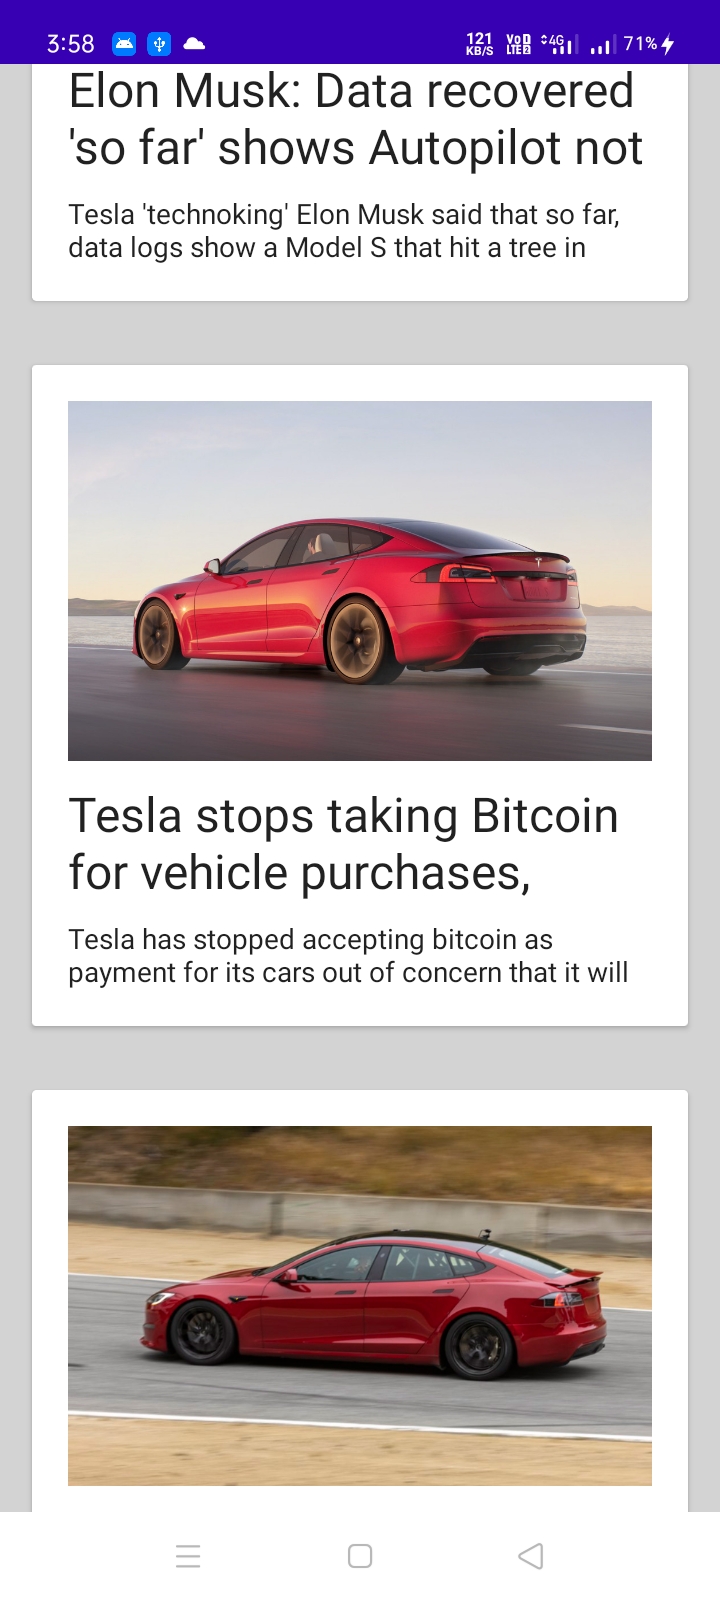 3:58
121
KB/S
VoD
LTE2
4G
71%
Elon Musk: Data recovered
'so far' shows Autopilot not
Tesla 'technoking' Elon Musk said that so far,
data logs show a Model S that hit a tree in
Tesla stops taking Bitcoin
for vehicle purchases,
Tesla has stopped accepting bitcoin as
payment for its cars out of concern that it will